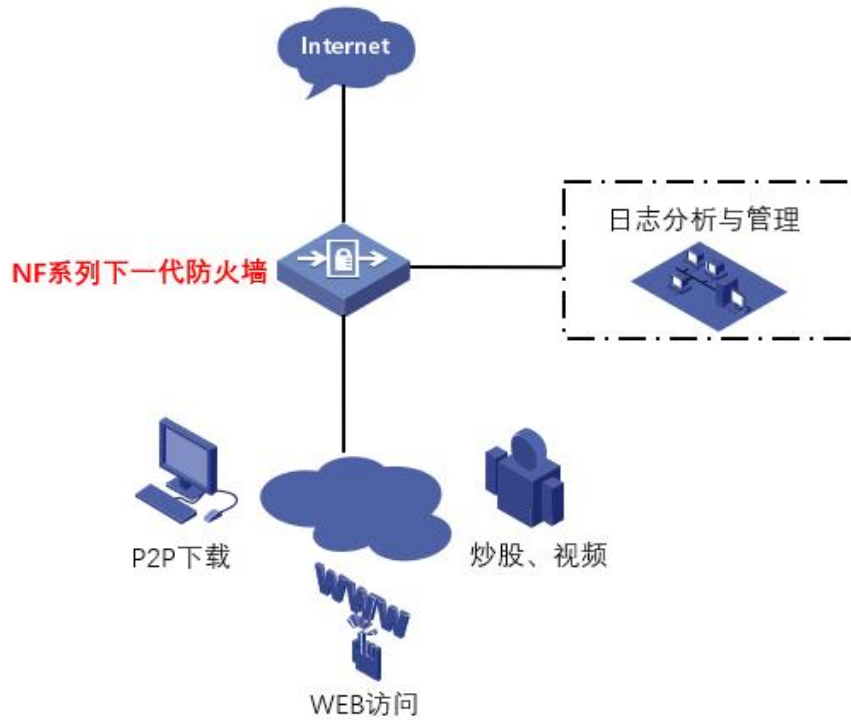 Internet
日志分析与管理
NF系列下一代防火墙
P2P下载
炒股、视频
WWW
WEB访问